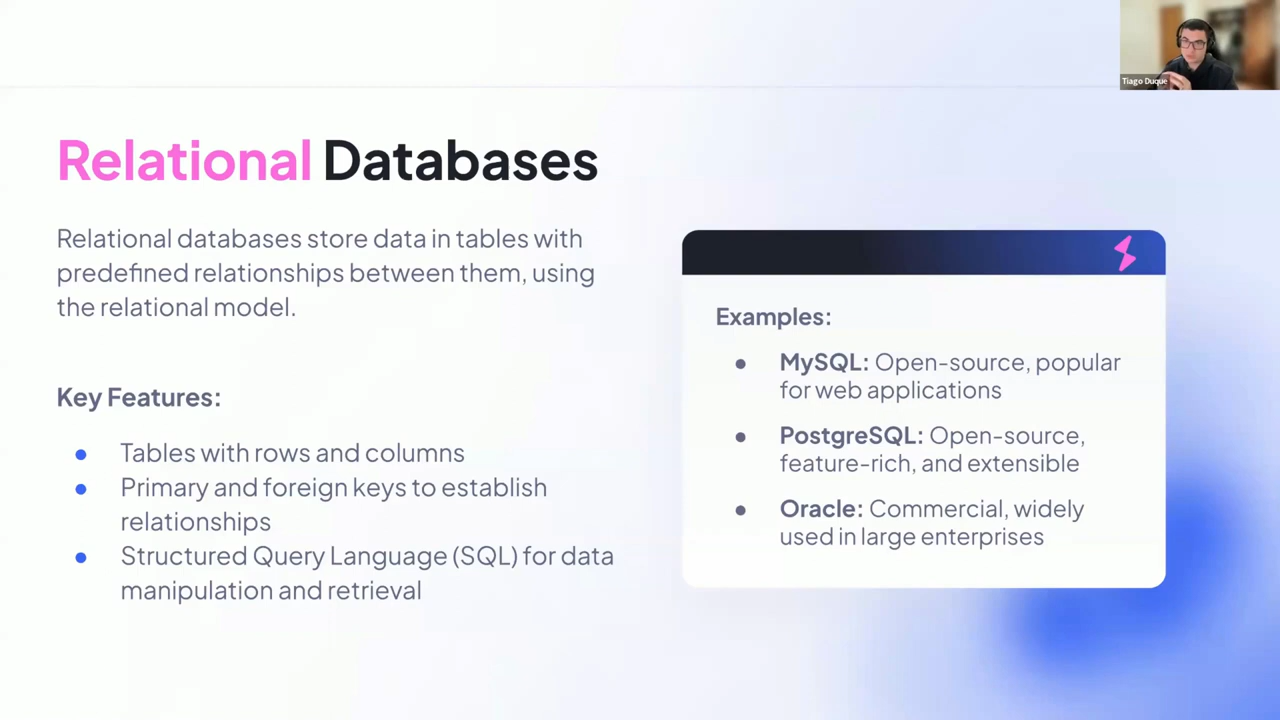 Tiago Duque
Relational Databases
Relational databases store data in tables with
predefined relationships between them, using
the relational model.
Key Features:
● Tables with rows and columns
● Primary and foreign keys to establish
relationships
● Structured Query Language (SQL) for data
manipulation and retrieval
Examples:
● MySQL: Open-source, popular
for web applications
● PostgreSQL: Open-source,
feature-rich, and extensible
● Oracle: Commercial, widely
used in large enterprises